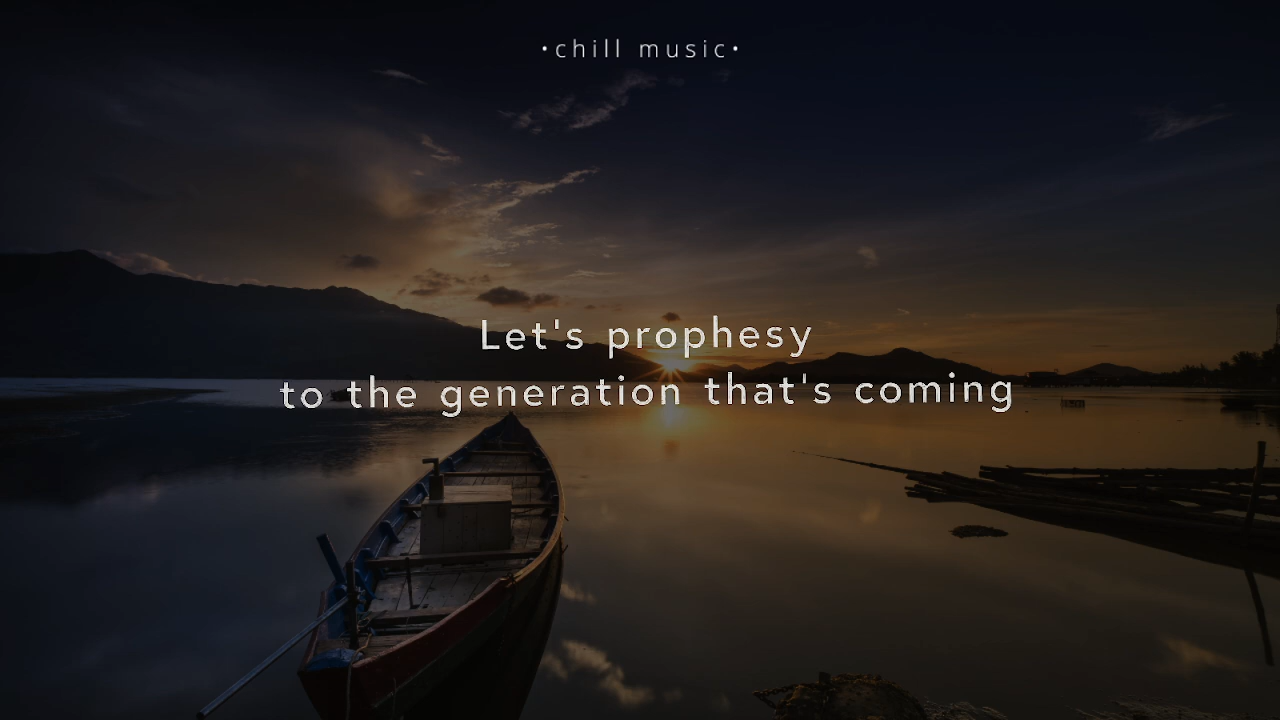 •chill music•
Let's prophesy
to the generation that's coming